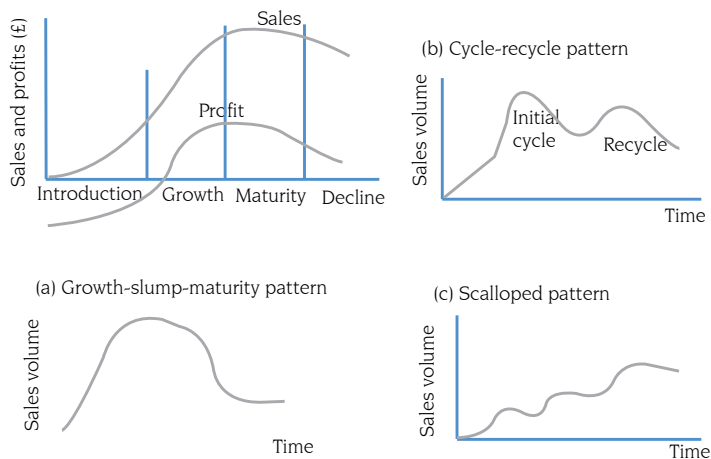 Sales and profits (£)
Sales
Profit
Introduction
Growth
Maturity
Decline
(b) Cycle-recycle pattern
Sales volume
Initial
cycle
Recycle
Time
(a) Growth-slump-maturity pattern
Sales volume
Time
(c) Scalloped pattern
Sales volume
Time